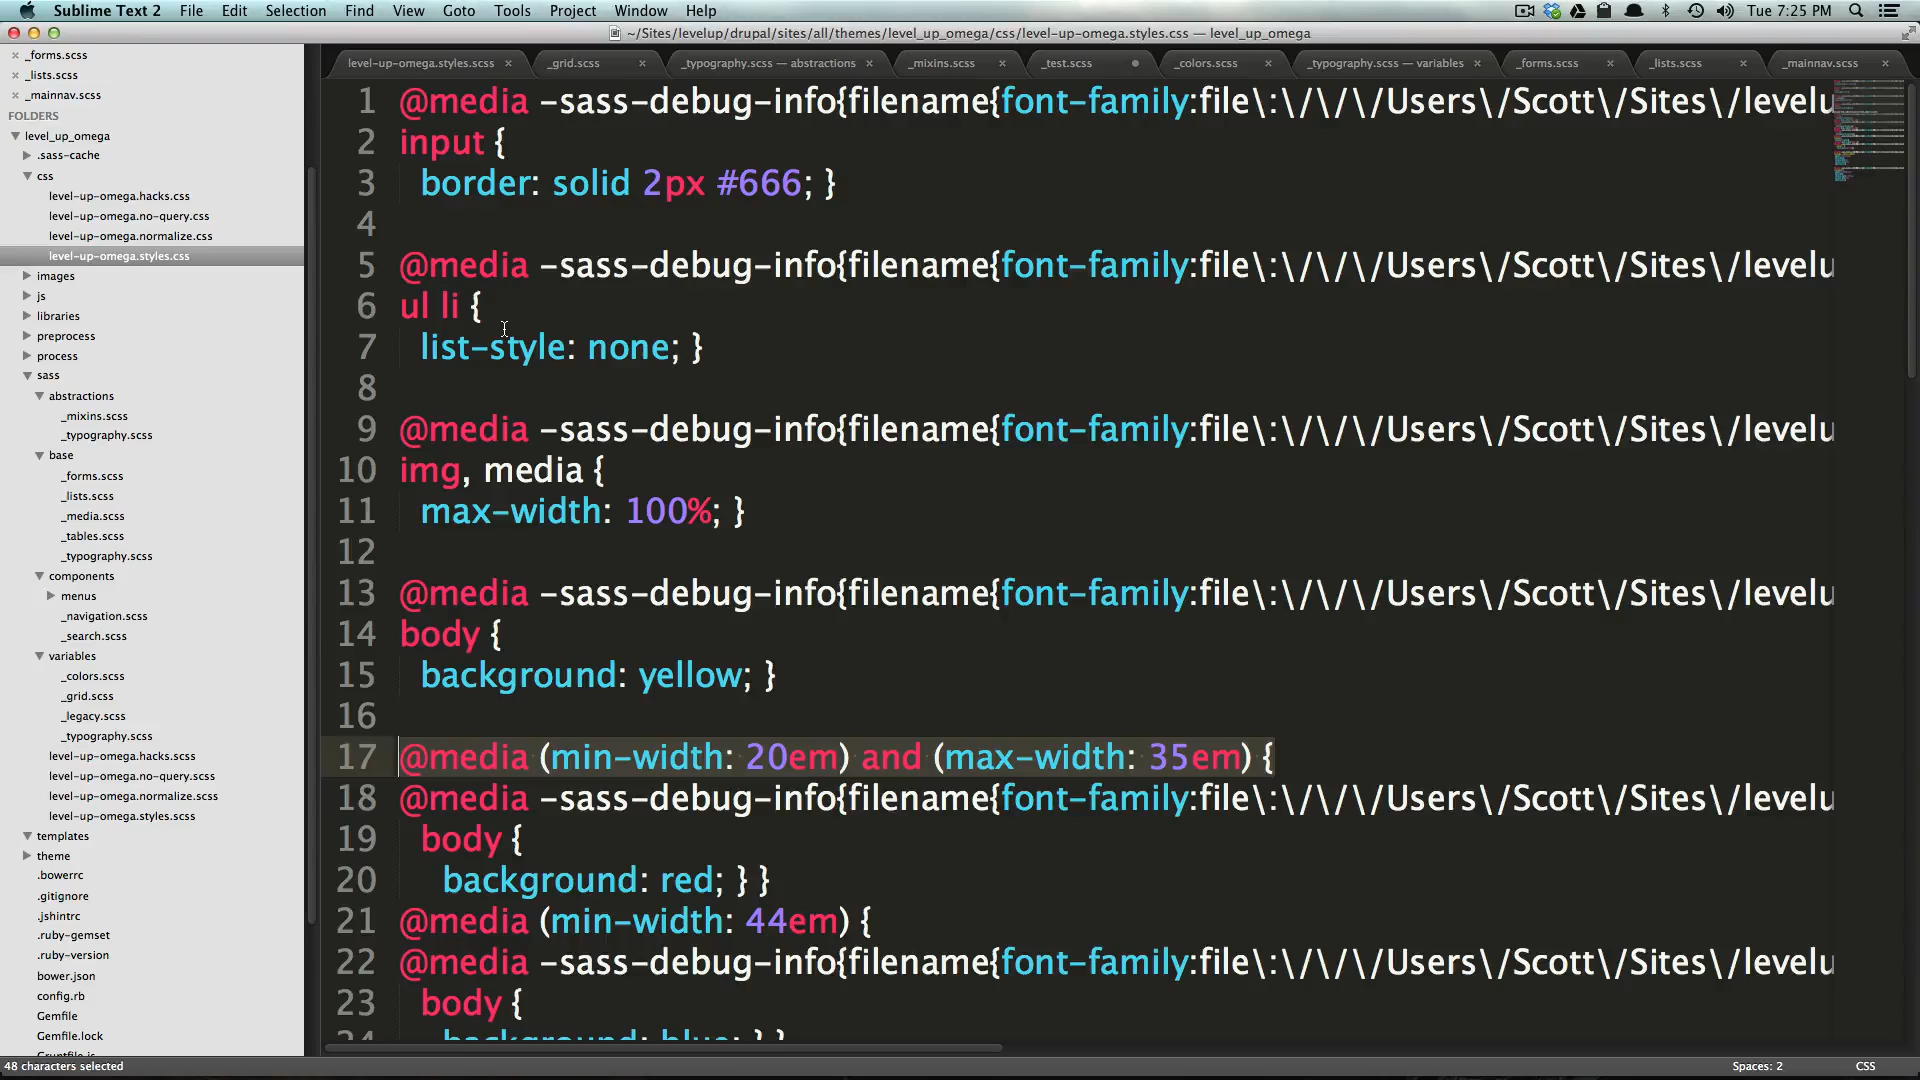 Sublime Text 2 File Edit Selection Find View Goto Tools Project Window Help Tue 7:25 PM
~/Sites/levelup/drupal/sites/all/themes/level_up_omega/css/level-up-omega.styles.css — level_up_omega
level-up-omega.styles.css _grid.scss _typography.scss — abstractions _mixins.scss _test.scss _colors.scss _typography.scss — variables _forms.scss _lists.scss _mainnav.scss
_forms.scss
_lists.scss
_mainnav.scss
FOLDERS
level_up_omega
.sass-cache
css
level-up-omega.hacks.css
level-up-omega.no-query.css
level-up-omega.normalize.css
level-up-omega.styles.css
images
js
libraries
preprocess
process
sass
abstractions
_mixins.scss
_typography.scss
base
_forms.scss
_lists.scss
_media.scss
_tables.scss
_typography.scss
components
menus
_navigation.scss
_search.scss
variables
_colors.scss
_grid.scss
_legacy.scss
_typography.scss
level-up-omega.hacks.scss
level-up-omega.no-query.scss
level-up-omega.normalize.scss
level-up-omega.styles.scss
templates
theme
.bowerrc
.gitignore
.jshintrc
.ruby-gemset
.ruby-version
bower.json
config.rb
Gemfile
Gemfile.lock
Gruntfile.js
1 @media -sass-debug-info{filename{font-family:file\:\/\/\/Users\/Scott\/Sites\/levelu
2 input {
3 border: solid 2px #666; }
4
5 @media -sass-debug-info{filename{font-family:file\:\/\/\/Users\/Scott\/Sites\/levelu
6 ul li {
7 list-style: none; }
8
9 @media -sass-debug-info{filename{font-family:file\:\/\/\/Users\/Scott\/Sites\/levelu
10 img, media {
11 max-width: 100%; }
12
13 @media -sass-debug-info{filename{font-family:file\:\/\/\/Users\/Scott\/Sites\/levelu
14 body {
15 background: yellow; }
16
17 @media (min-width: 20em) and (max-width: 35em) {
18 @media -sass-debug-info{filename{font-family:file\:\/\/\/Users\/Scott\/Sites\/levelu
19 body {
20 background: red; } }
21 @media (min-width: 44em) {
22 @media -sass-debug-info{filename{font-family:file\:\/\/\/Users\/Scott\/Sites\/levelu
23 body {
24 background: blue; } }
48 characters selected Spaces: 2 CSS